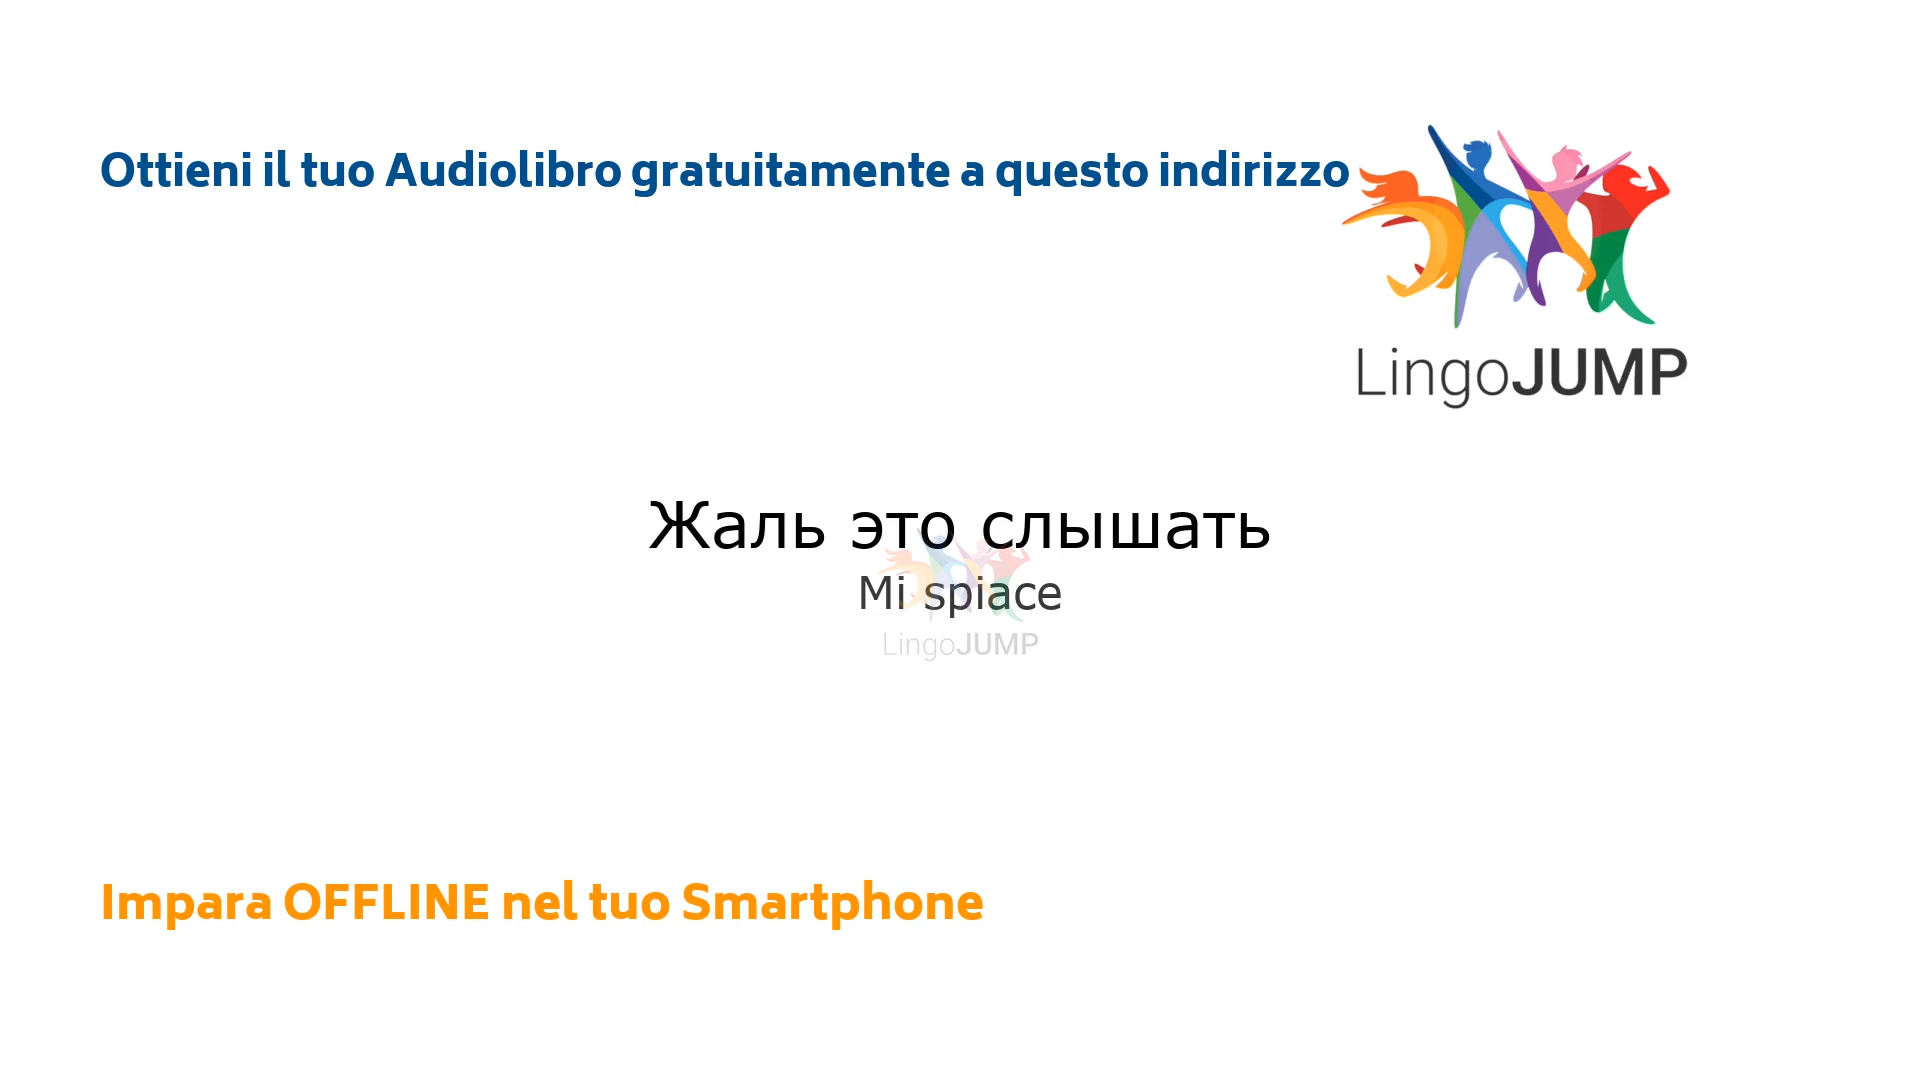 Ottieni il tuo Audiolibro gratuitamente a questo indirizzo
LingoJUMP
Жаль это слышать
Mi spiace
LingoJUMP
Impara OFFLINE nel tuo Smartphone